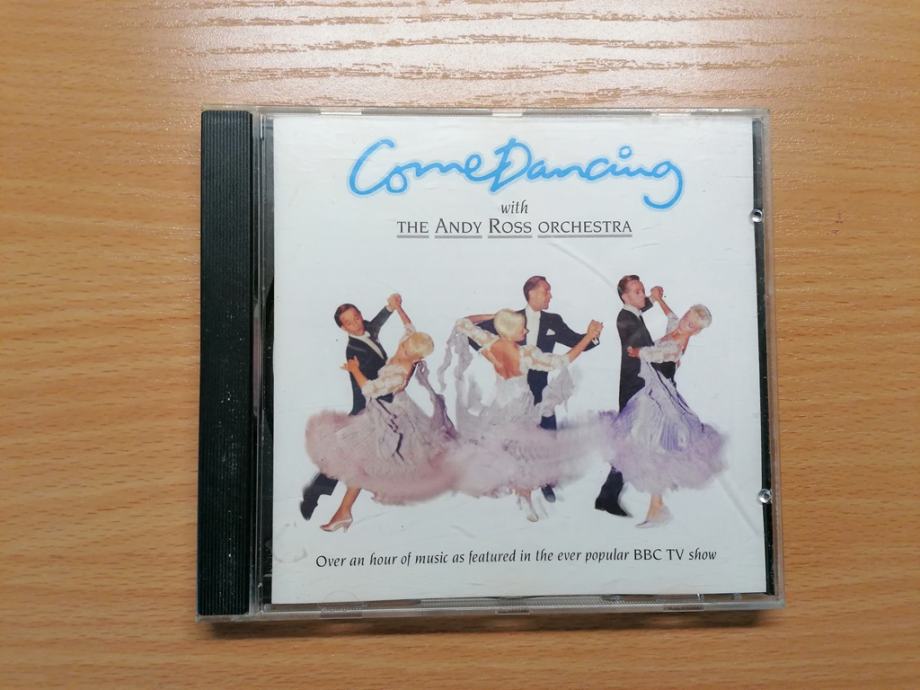 Come Dancing
with
THE ANDY ROSS ORCHESTRA
Over an hour of music as featured in the ever popular BBC TV show